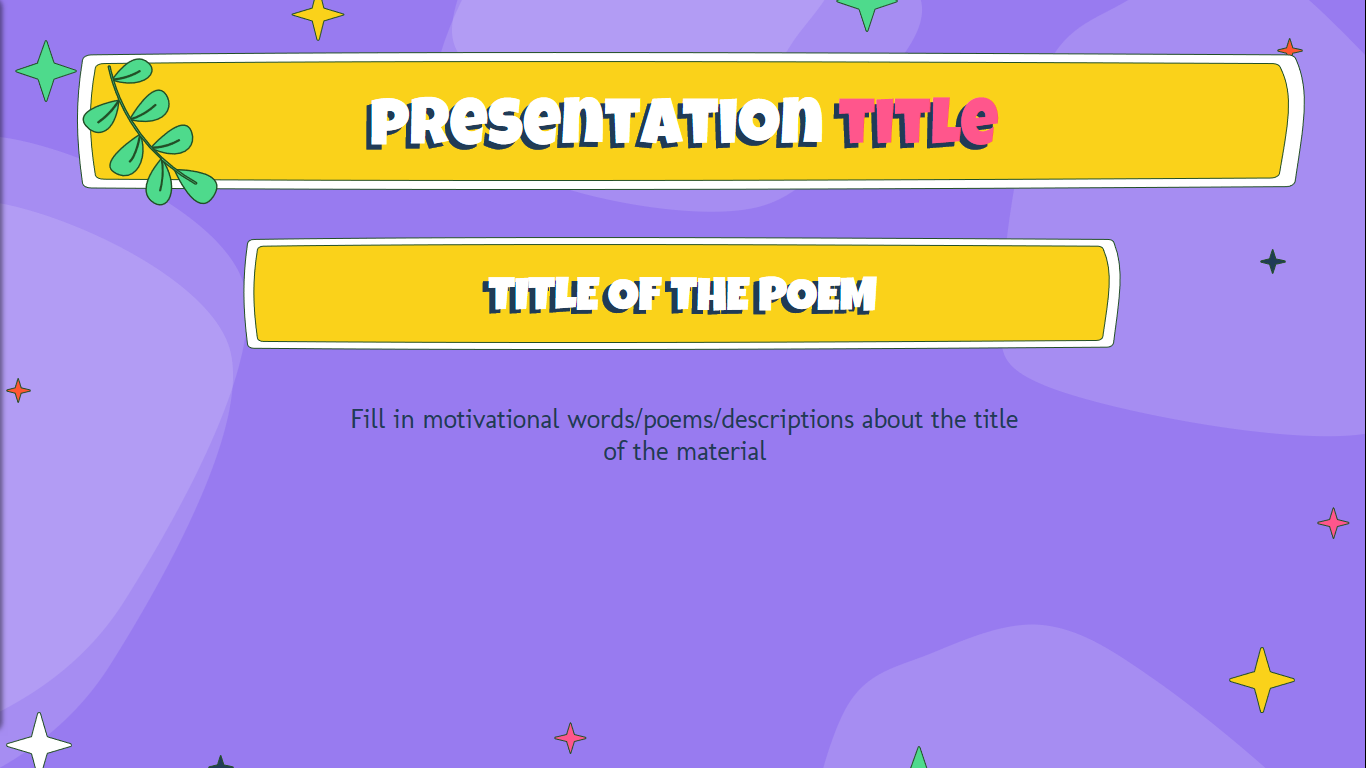 PRESENTATION TITLE
TITLE OF THE POEM
Fill in motivational words/poems/descriptions about the title
of the material